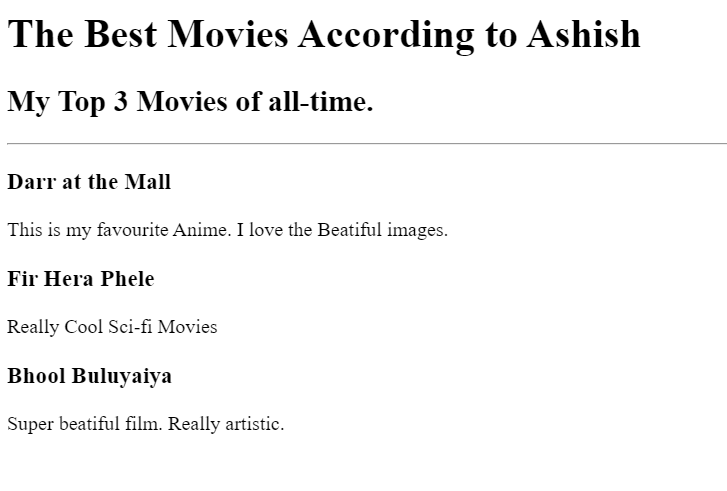 The Best Movies According to Ashish
My Top 3 Movies of all-time.
Darr at the Mall
This is my favourite Anime. I love the Beatiful images.
Fir Hera Phele
Really Cool Sci-fi Movies
Bhool Buluyaiya
Super beatiful film. Really artistic.